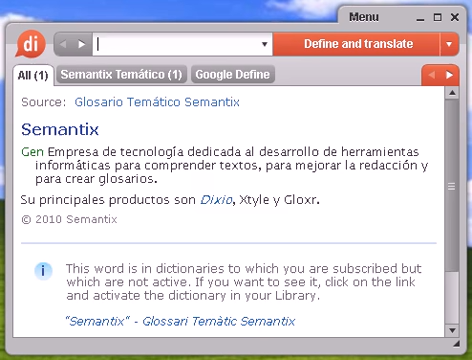 Menu
di
Define and translate
All (1)
Semantix Temático (1)
Google Define
Source: Glosario Temático Semantix
Semantix
Gen Empresa de tecnología dedicada al desarrollo de herramientas
informáticas para comprender textos, para mejorar la redacción y
para crear glosarios.
Su principales producton son Dixio, Xtyle y Gloxr.
© 2010 Semantix
i
This word is in dictionaries to which you are subscribed but
which are not active. If you want to see it, click on the link
and activate the dictionary in your Library.
"Semantix" - Glossari Temàtic Semantix